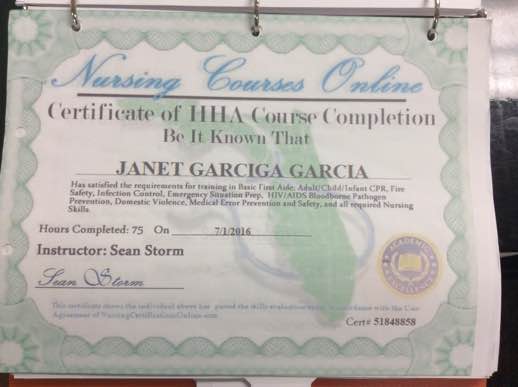 Nursing Courses Online
Certificate of HHA Course Completion
Be It Known That
JANET GARCIGA GARCIA
Has satisfied the requirements for training in Basic First Aide: Adult/Child/Infant CPR, Fire
Safety, Infection Control, Emergency Situation Prep, HIV/AIDS Bloodborne Pathogen
Prevention, Domestic Violence, Medical Error Prevention and Safety, and all required Nursing
Skills.
Hours Completed: 75 On 7/1/2016
Instructor: Sean Storm
Sean Storm
ACADEMIC
EXCELLENCE
This certificate shows the individual above has passed the skills evaluation in accordance with the User
Agreement of NursingCertificationsOnline.com
Cert# 51848858